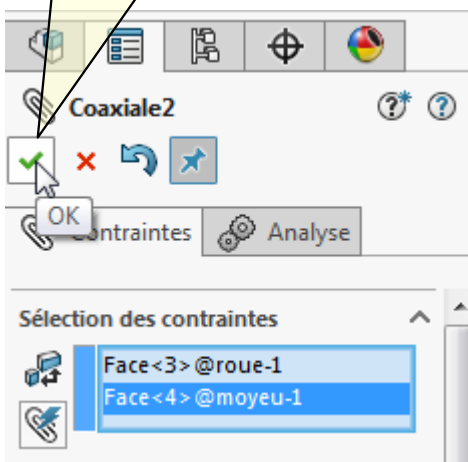 Coaxiale2
OK
Contraintes
Analyse
Sélection des contraintes
Face<3>@roue-1
Face<4>@moyeu-1